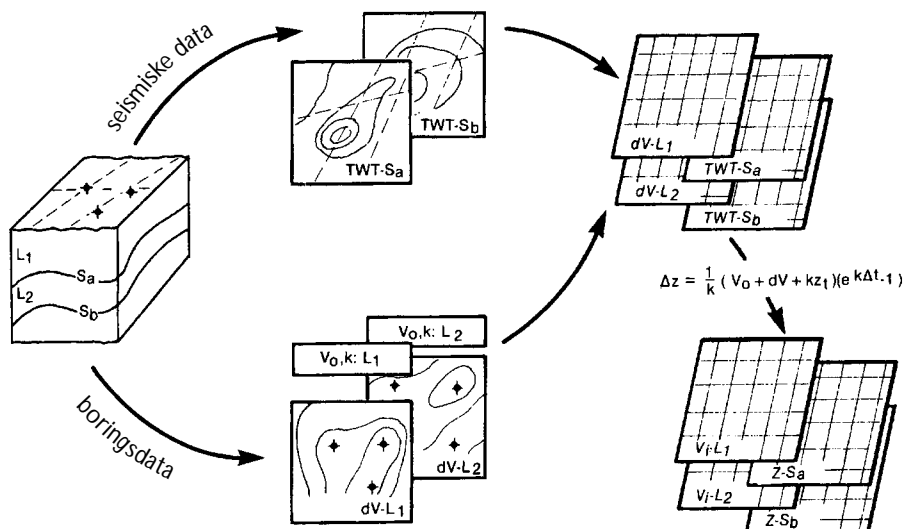 seismiske data
TWT-Sb
TWT-Sa
dV-L1
TWT-Sa
dV-L2
TWT-Sb
L1
Sa
L2
Sb
Δz = 1/k ( V₀ + dV + kzₜ)(e^kΔt-1)
V₀,k: L2
V₀,k: L1
boringsdata
dV-L2
dV-L1
Vi-L1
Z-Sa
Vi-L2
Z-Sb